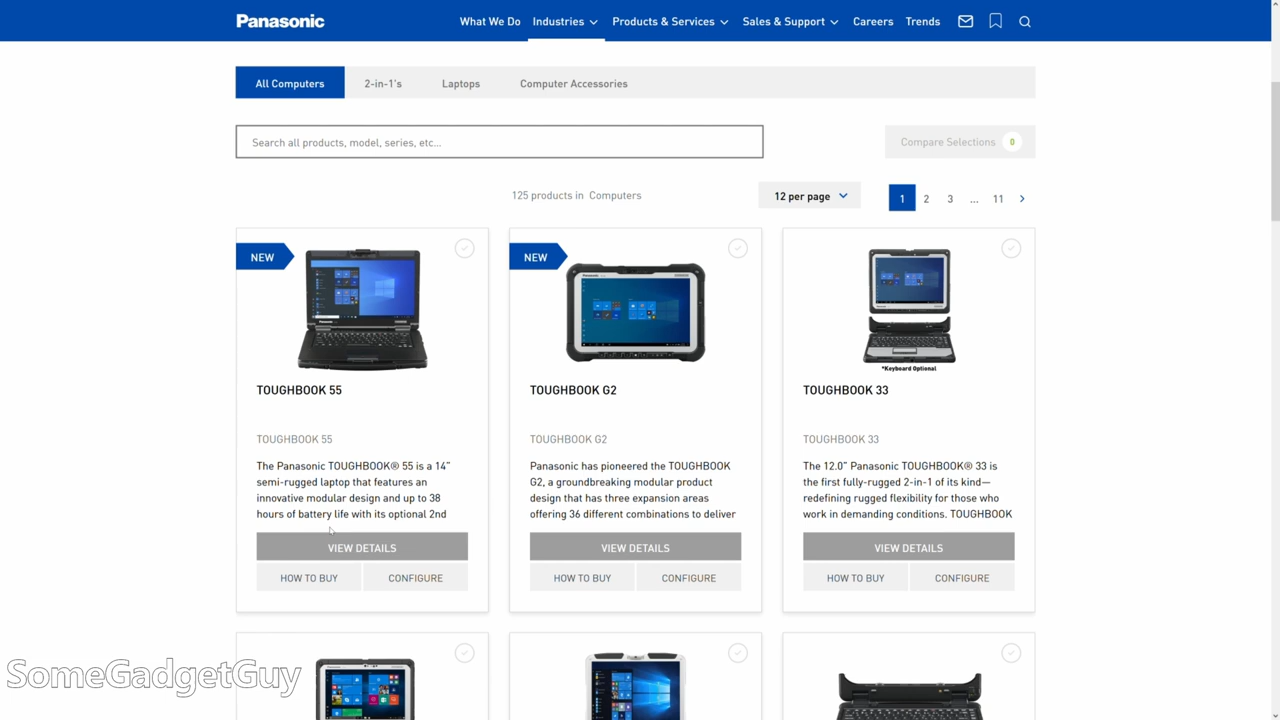 Panasonic
What We Do Industries Products & Services Sales & Support Careers Trends
All Computers 2-in-1's Laptops Computer Accessories
Search all products, model, series, etc...
Compare Selections 0
125 products in Computers
12 per page
1 2 3 ... 11 >
NEW
TOUGHBOOK 55
TOUGHBOOK 55
The Panasonic TOUGHBOOK® 55 is a 14"
semi-rugged laptop that features an
innovative modular design and up to 38
hours of battery life with its optional 2nd
VIEW DETAILS
HOW TO BUY CONFIGURE
NEW
TOUGHBOOK G2
TOUGHBOOK G2
Panasonic has pioneered the TOUGHBOOK
G2, a groundbreaking modular product
design that has three expansion areas
offering 36 different combinations to deliver
VIEW DETAILS
HOW TO BUY CONFIGURE
*Keyboard Optional
TOUGHBOOK 33
TOUGHBOOK 33
The 12.0" Panasonic TOUGHBOOK® 33 is
the first fully-rugged 2-in-1 of its kind—
redefining rugged flexibility for those who
work in demanding conditions. TOUGHBOOK
VIEW DETAILS
HOW TO BUY CONFIGURE
SomeGadgetGuy